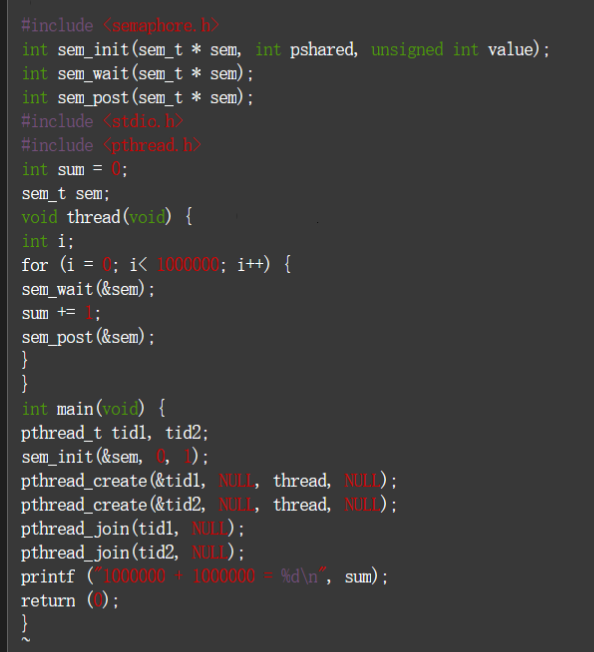 #include <semaphore.h>
int sem_init(sem_t * sem, int pshared, unsigned int value);
int sem_wait(sem_t * sem);
int sem_post(sem_t * sem);
#include <stdio.h>
#include <pthread.h>
int sum = 0;
sem_t sem;
void thread(void) {
int i;
for (i = 0; i< 1000000; i++) {
sem_wait(&sem);
sum += 1;
sem_post(&sem);
}
}
int main(void) {
pthread_t tid1, tid2;
sem_init(&sem, 0, 1);
pthread_create(&tid1, NULL, thread, NULL);
pthread_create(&tid2, NULL, thread, NULL);
pthread_join(tid1, NULL);
pthread_join(tid2, NULL);
printf ("1000000 + 1000000 = %d\n", sum);
return (0);
}
~